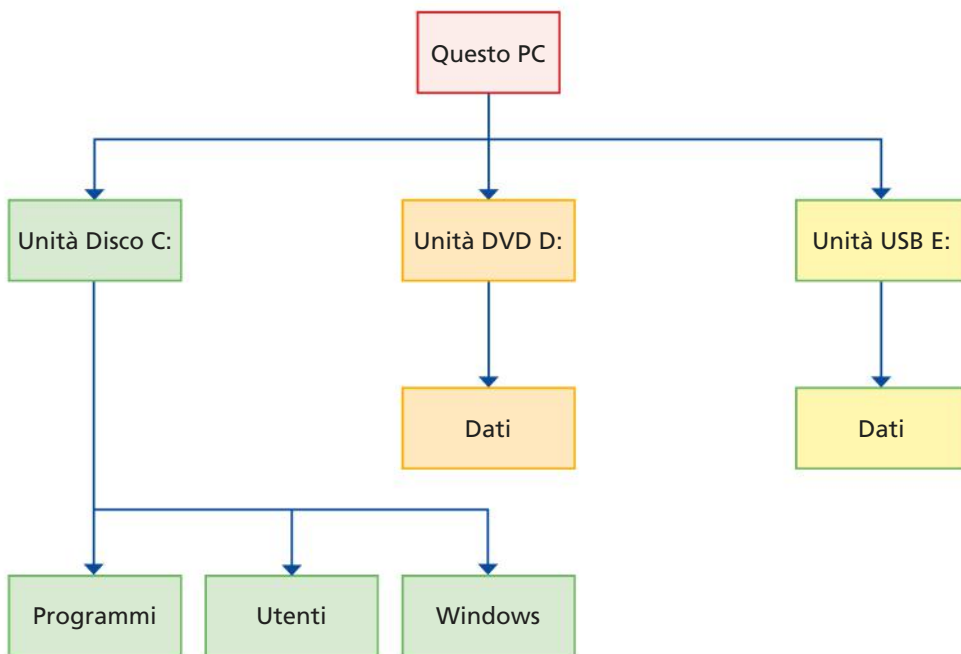 Questo PC
Unità Disco C:
Unità DVD D:
Unità USB E:
Dati
Dati
Programmi
Utenti
Windows